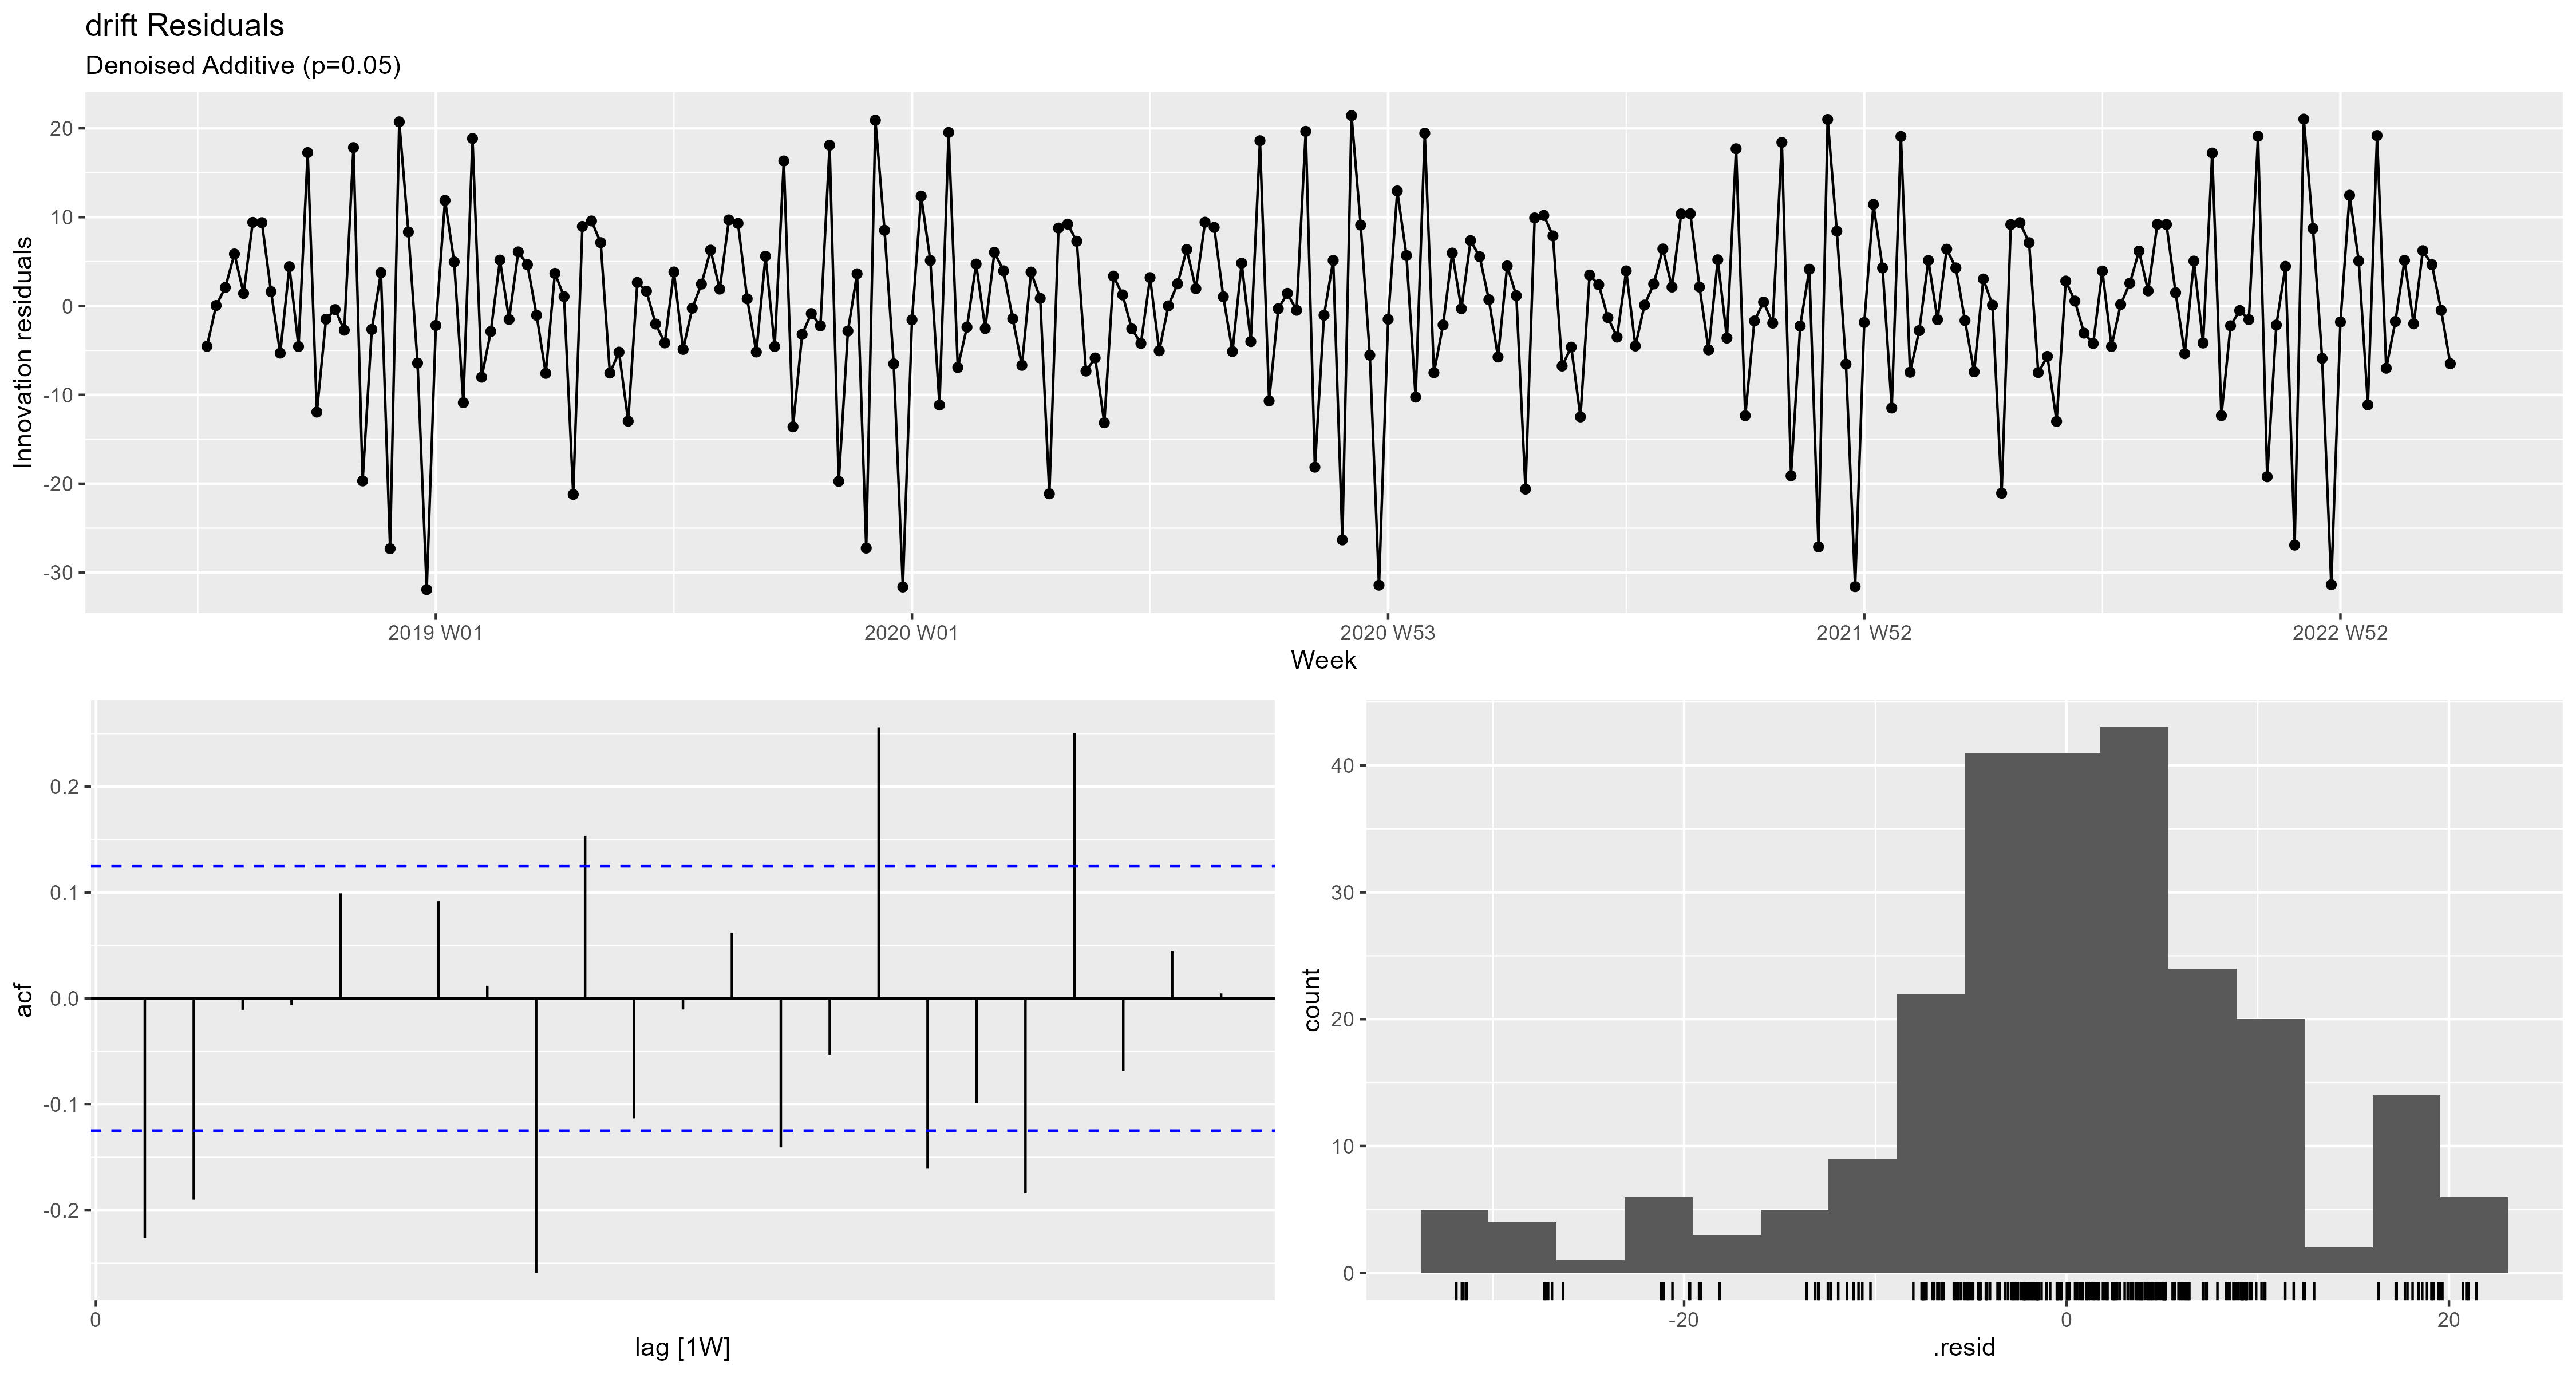 drift Residuals
Denoised Additive (p=0.05)
Innovation residuals
20
10
0
-10
-20
-30
2019 W01
2020 W01
2020 W53
2021 W52
2022 W52
Week
acf
0.2
0.1
0.0
-0.1
-0.2
0
lag [1W]
count
40
30
20
10
0
-20
0
20
.resid